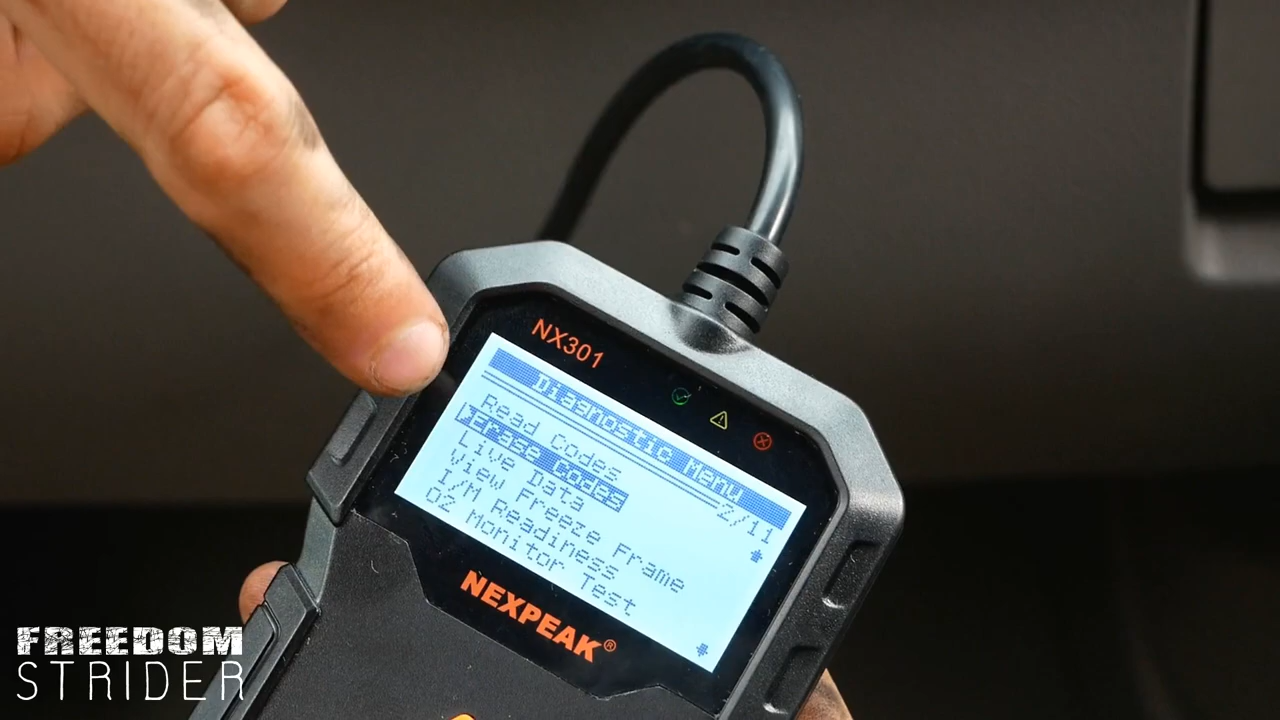 NX301
Diagnostic Menu
2/11
Read Codes
Erase Codes
Live Data
View Freeze Frame
I/M Readiness
O2 Monitor Test
NEXPEAK®
FREEDOM
STRIDER